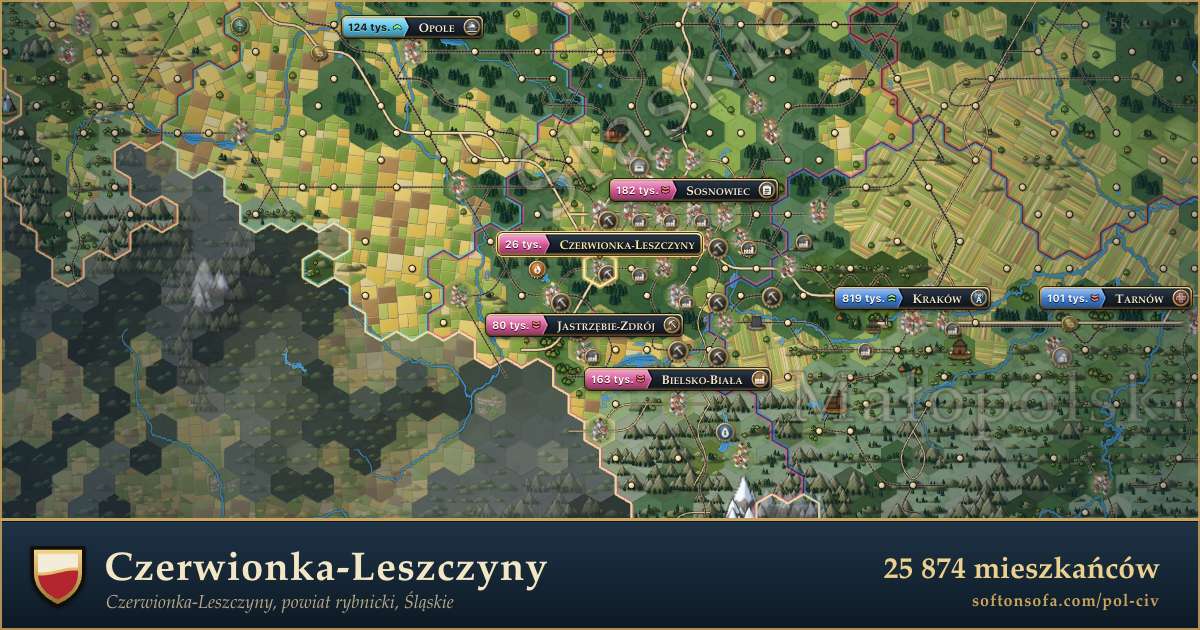 124 tys. Opole
Śląskie
182 tys. Sosnowiec
26 tys. Czerwionka-Leszczyny
819 tys. Kraków
101 tys. Tarnów
80 tys. Jastrzębie-Zdrój
163 tys. Bielsko-Biała
Małopolski
Czerwionka-Leszczyny
25 874 mieszkańców
Czerwionka-Leszczyny, powiat rybnicki, Śląskie
softonsofa.com/pol-civ